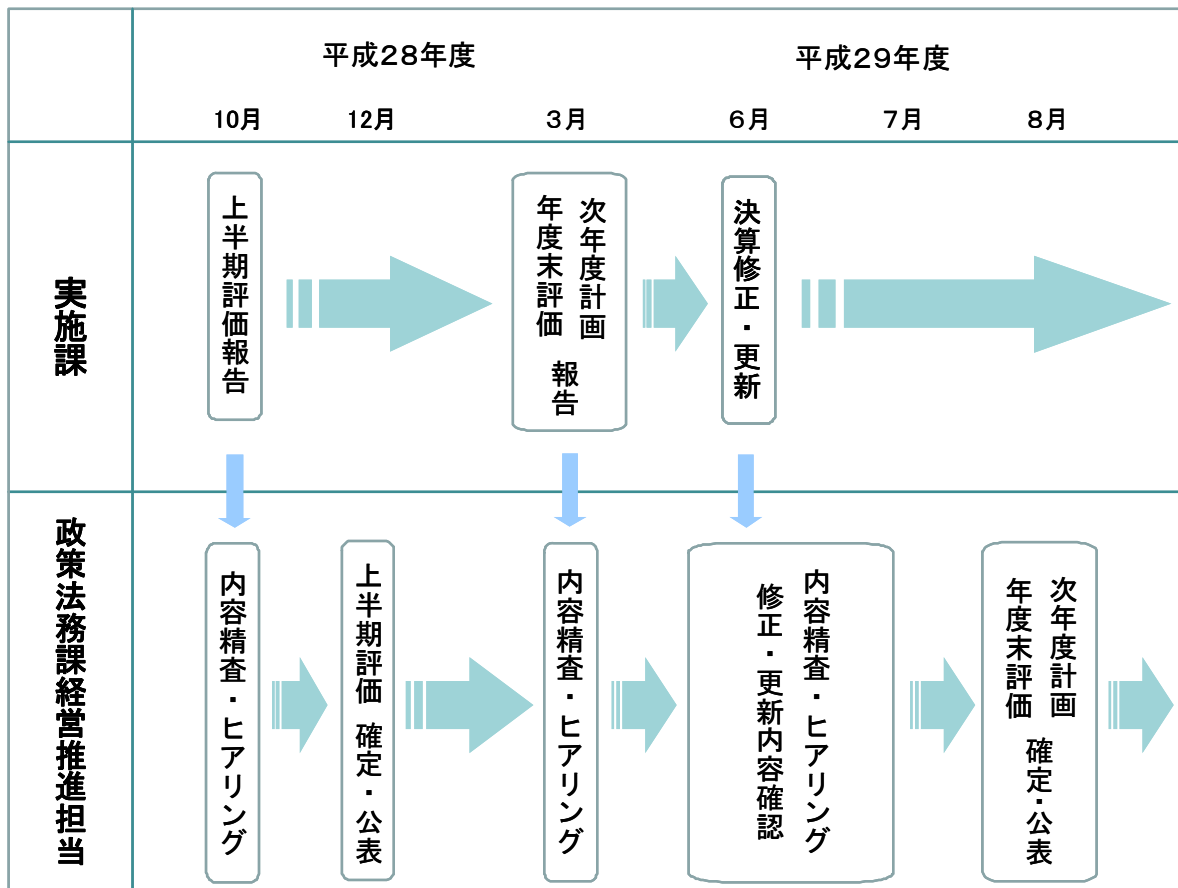 平成28年度
平成29年度
10月
12月
3月
6月
7月
8月
実施課
上半期評価報告
次年度計画
年度末評価
報告
決算修正・更新
政策法務課経営推進担当
内容精査・ヒアリング
上半期評価 確定・公表
内容精査・ヒアリング
内容精査・ヒアリング
修正・更新内容確認
次年度計画
年度末評価
確定・公表